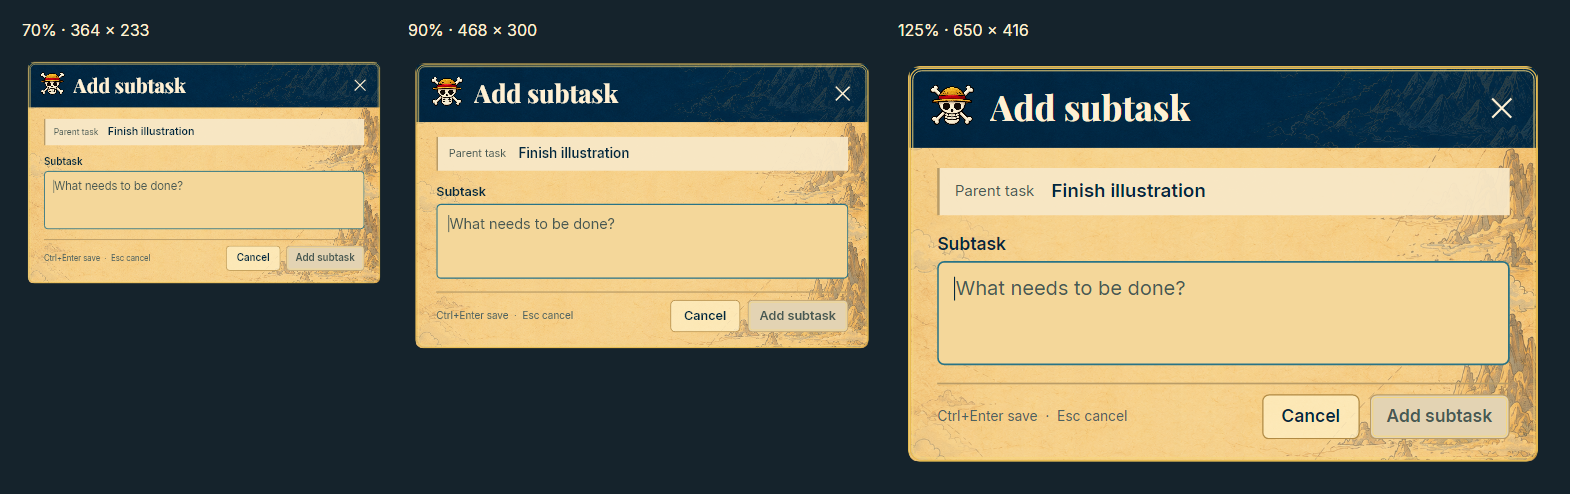 70% · 364 × 233
Add subtask
Parent task Finish illustration
Subtask
What needs to be done?
Ctrl+Enter save · Esc cancel
Cancel
Add subtask
90% · 468 × 300
Add subtask
Parent task Finish illustration
Subtask
What needs to be done?
Ctrl+Enter save · Esc cancel
Cancel
Add subtask
125% · 650 × 416
Add subtask
Parent task Finish illustration
Subtask
What needs to be done?
Ctrl+Enter save · Esc cancel
Cancel
Add subtask